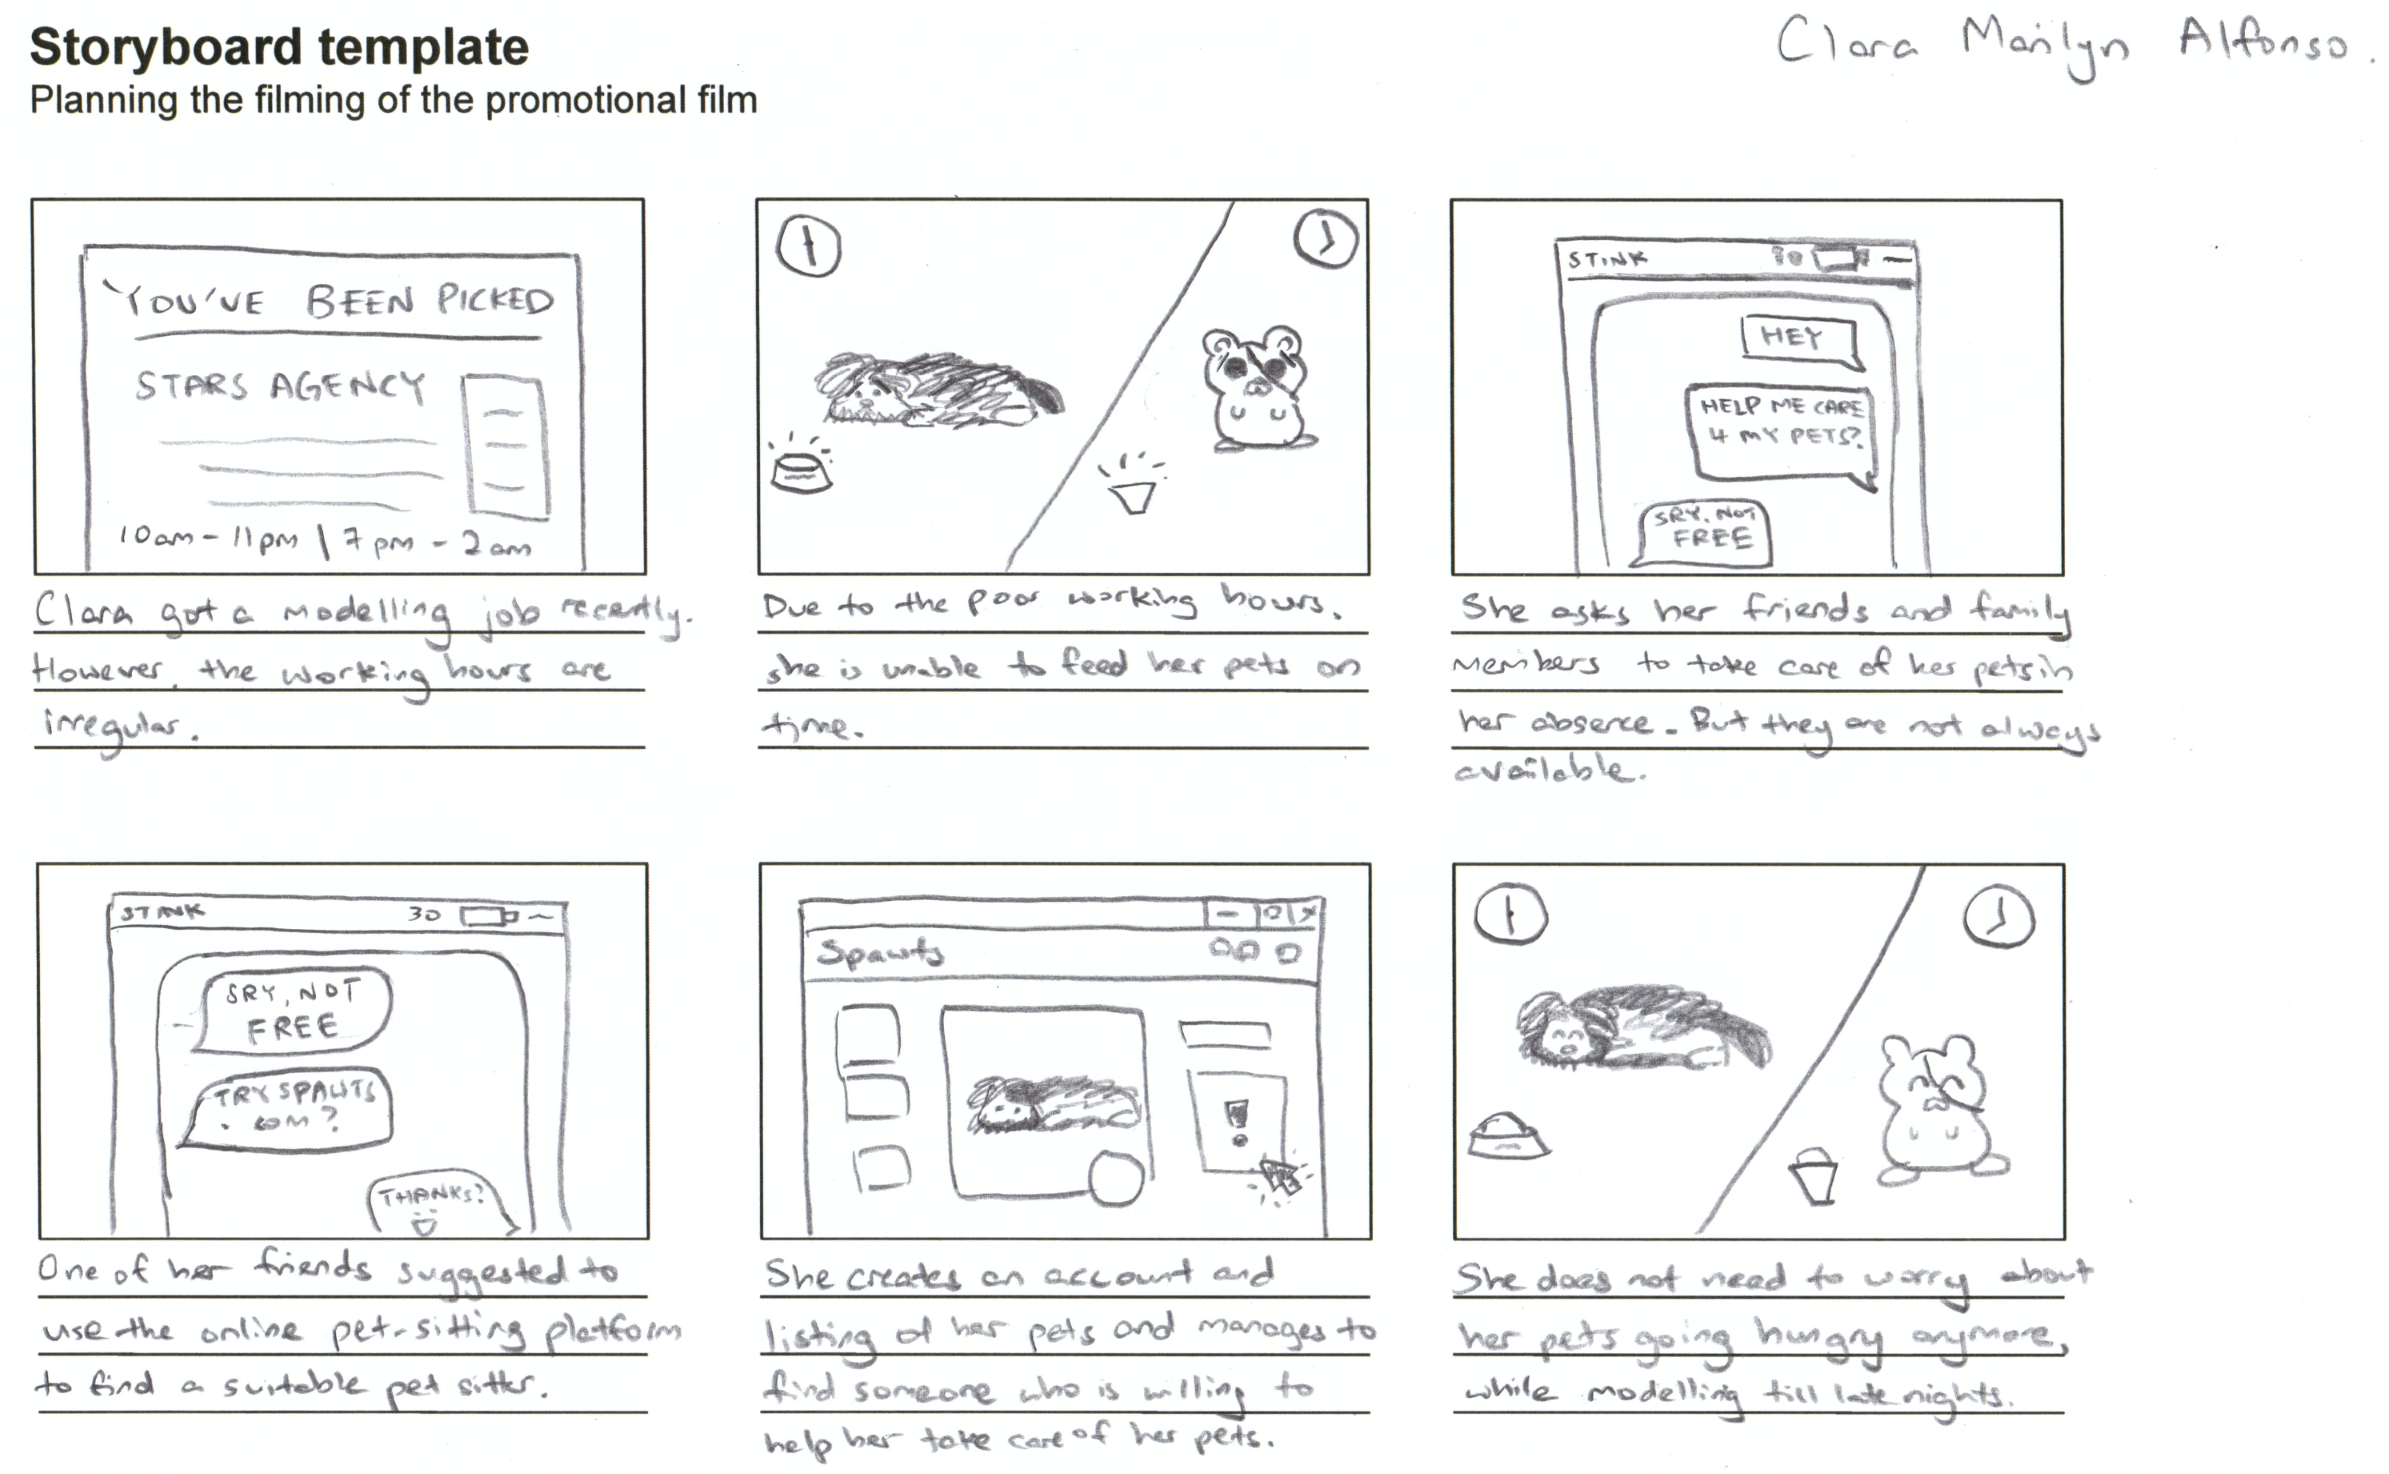 Storyboard template
Planning the filming of the promotional film
Clara Marilyn Alfonso.
YOU'VE BEEN PICKED
STARS AGENCY
10am - 11pm | 7pm - 2am
Clara got a modelling job recently.
However, the working hours are
irregular.
Due to the poor working hours,
she is unable to feed her pets on
time.
STINK 30
HEY
HELP ME CARE
4 MY PETS?
SRY, NOT
FREE
She asks her friends and family
members to take care of her pets in
her absence. But they are not always
available.
STINK 30
SRY, NOT
FREE
TRY SPAWTS
.COM?
THANKS!
One of her friends suggested to
use the online pet-sitting platform
to find a suitable pet sitter.
Spawts
!
She creates an account and
listing of her pets and manages to
find someone who is willing to
help her take care of her pets.
She does not need to worry about
her pets going hungry anymore,
while modelling till late nights.